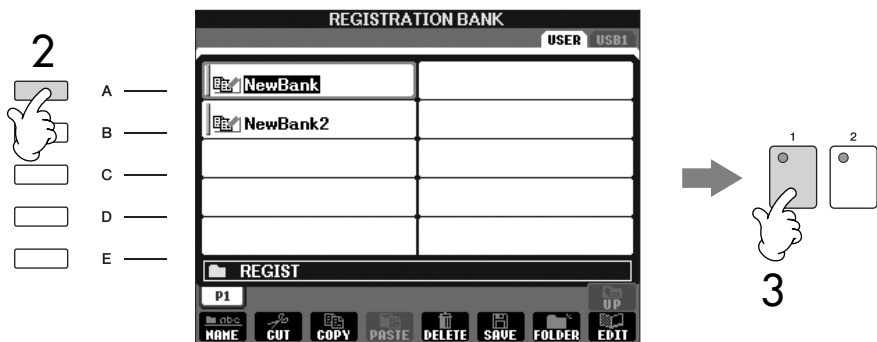 REGISTRATION BANK
USER USB1
2
A
NewBank
B
NewBank2
C
D
E
REGIST
P1
UP
abc
NAME CUT COPY PASTE DELETE SAVE FOLDER EDIT
1 2
3